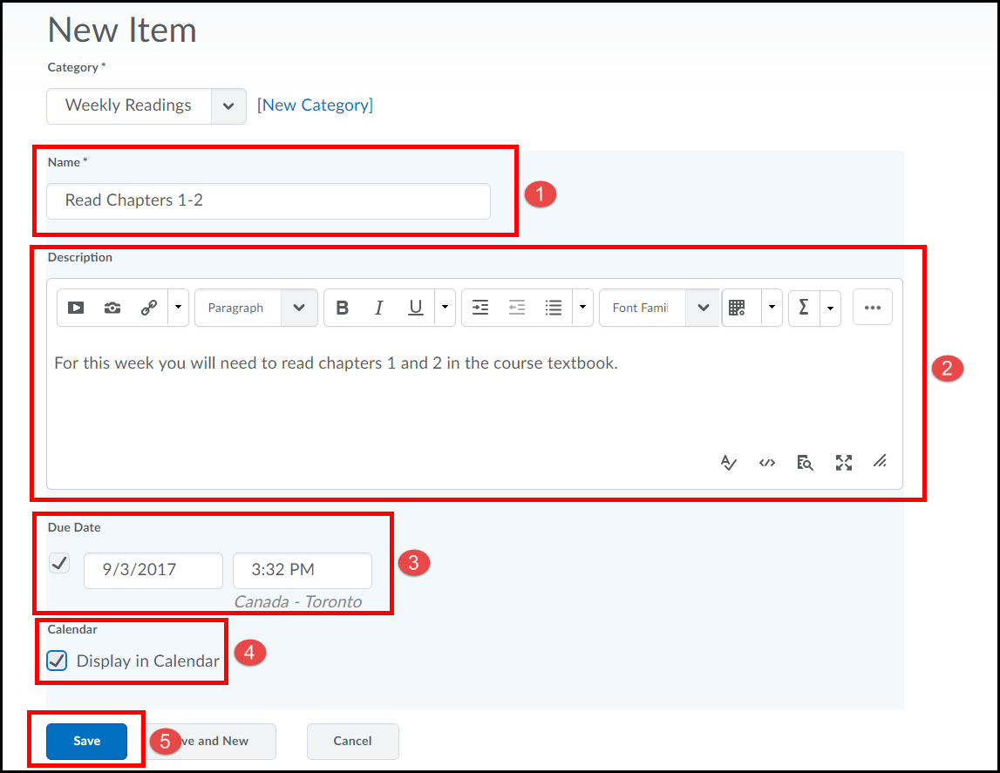 New Item
Category *
Weekly Readings [New Category]
Name *
Read Chapters 1-2
1
Description
Paragraph B I U Font Famil Σ
For this week you will need to read chapters 1 and 2 in the course textbook.
2
Due Date
9/3/2017 3:32 PM
3
Canada - Toronto
Calendar
Display in Calendar
4
Save 5 ve and New Cancel